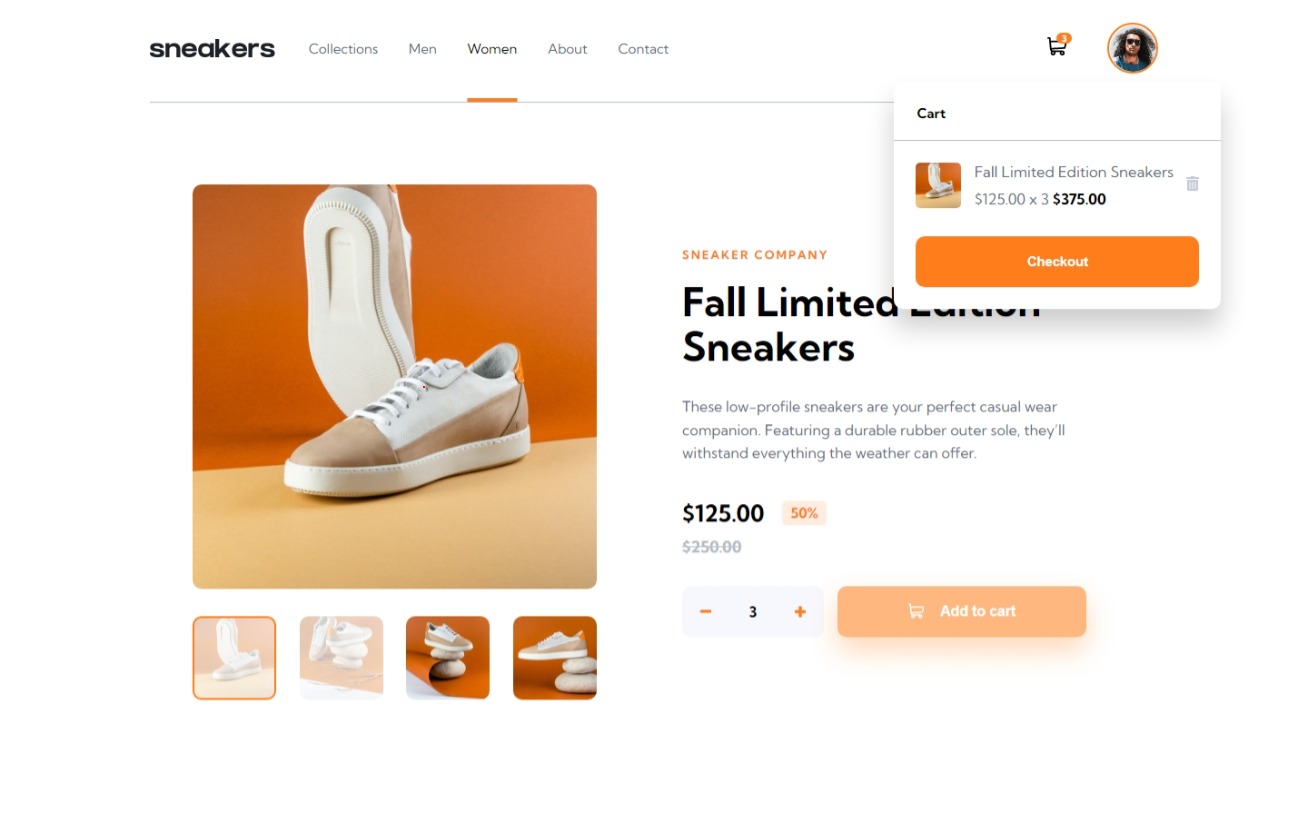 sneakers
Collections
Men
Women
About
Contact
3
Cart
Fall Limited Edition Sneakers
$125.00 x 3 $375.00
Checkout
SNEAKER COMPANY
Fall Limited Edition
Sneakers
These low-profile sneakers are your perfect casual wear
companion. Featuring a durable rubber outer sole, they'll
withstand everything the weather can offer.
$125.00 50%
$250.00
3
Add to cart